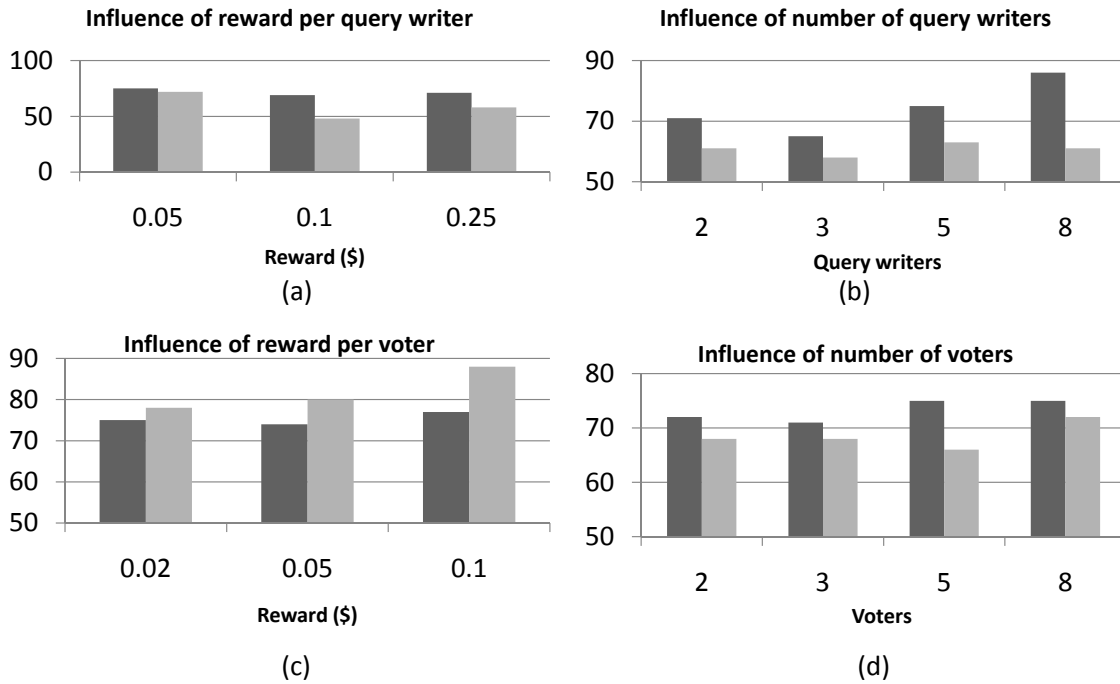 Influence of reward per query writer
100
50
0
0.05 0.1 0.25
Reward ($)
(a)
Influence of number of query writers
90
70
50
2 3 5 8
Query writers
(b)
Influence of reward per voter
90
80
70
60
50
0.02 0.05 0.1
Reward ($)
(c)
Influence of number of voters
80
70
60
50
2 3 5 8
Voters
(d)